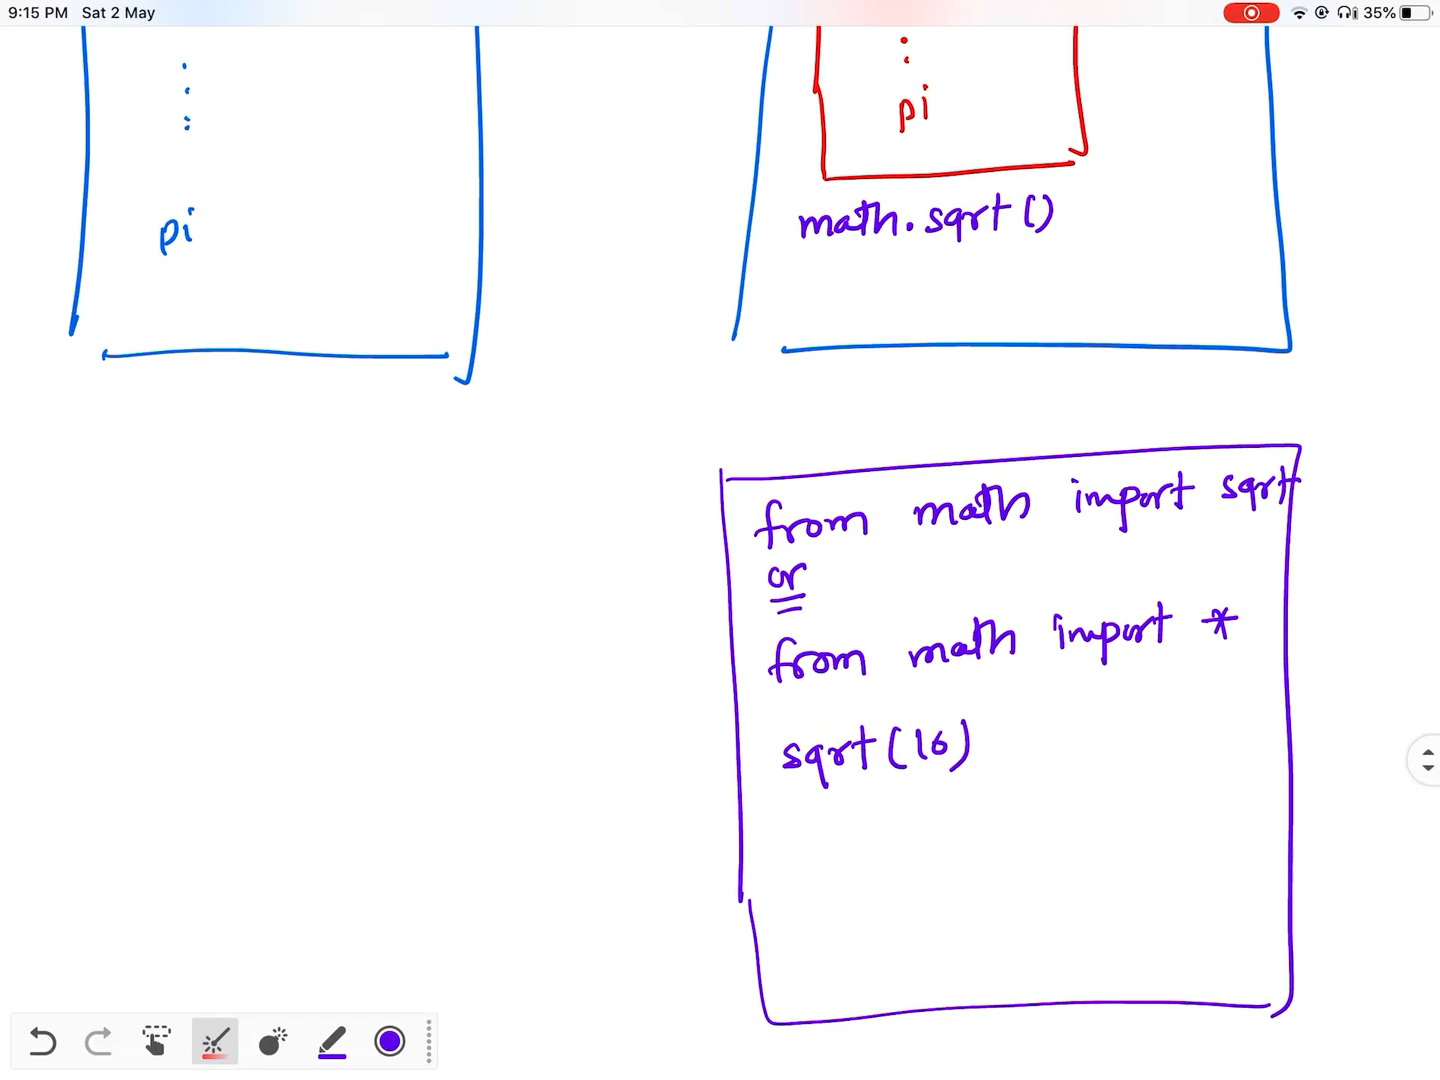 9:15 PM Sat 2 May
35%
pi
pi
math.sqrt()
from math import sqrt
or
from math import *
sqrt(16)